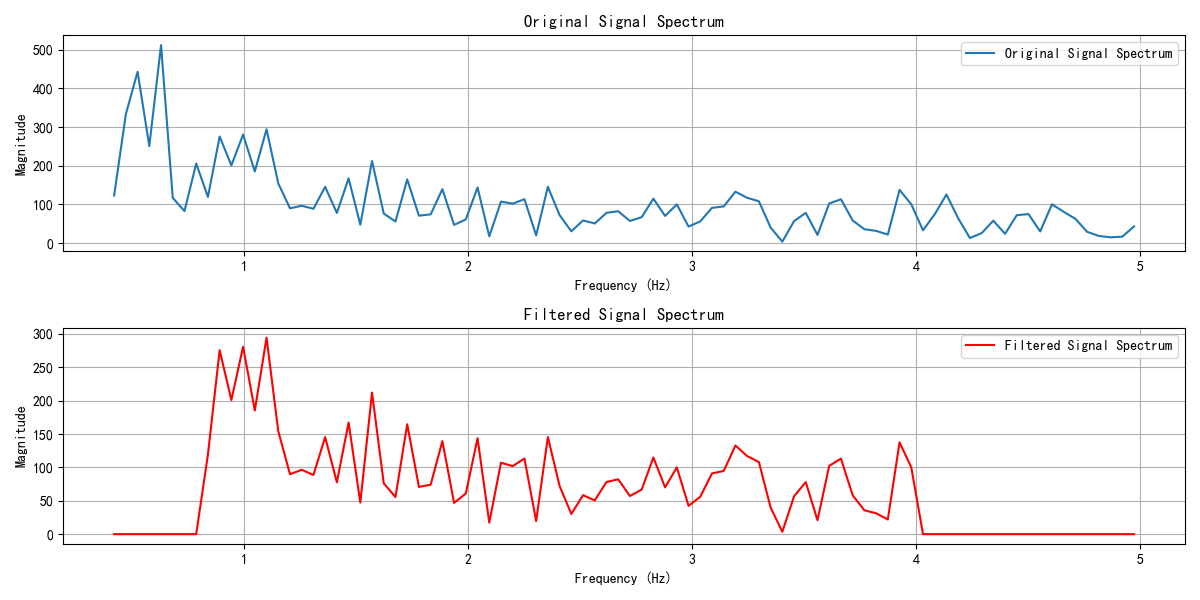 Original Signal Spectrum
500
400
300
200
100
0
Magnitude
Original Signal Spectrum
1 2 3 4 5
Frequency (Hz)
Filtered Signal Spectrum
300
250
200
150
100
50
0
Magnitude
Filtered Signal Spectrum
1 2 3 4 5
Frequency (Hz)